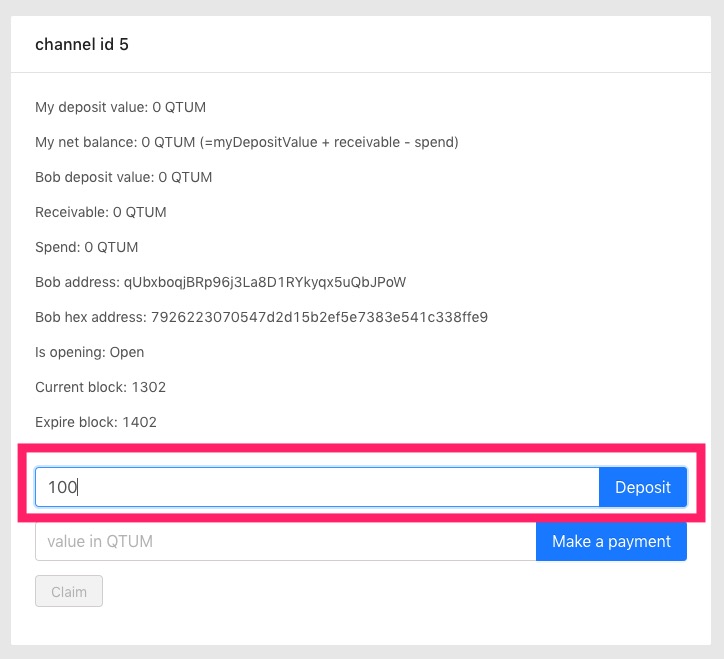 channel id 5
My deposit value: 0 QTUM
My net balance: 0 QTUM (=myDepositValue + receivable - spend)
Bob deposit value: 0 QTUM
Receivable: 0 QTUM
Spend: 0 QTUM
Bob address: qUbxboqjBRp96j3La8D1RYkyqx5uQbJPoW
Bob hex address: 7926223070547d2d15b2ef5e7383e541c338ffe9
Is opening: Open
Current block: 1302
Expire block: 1402
100 Deposit
value in QTUM Make a payment
Claim